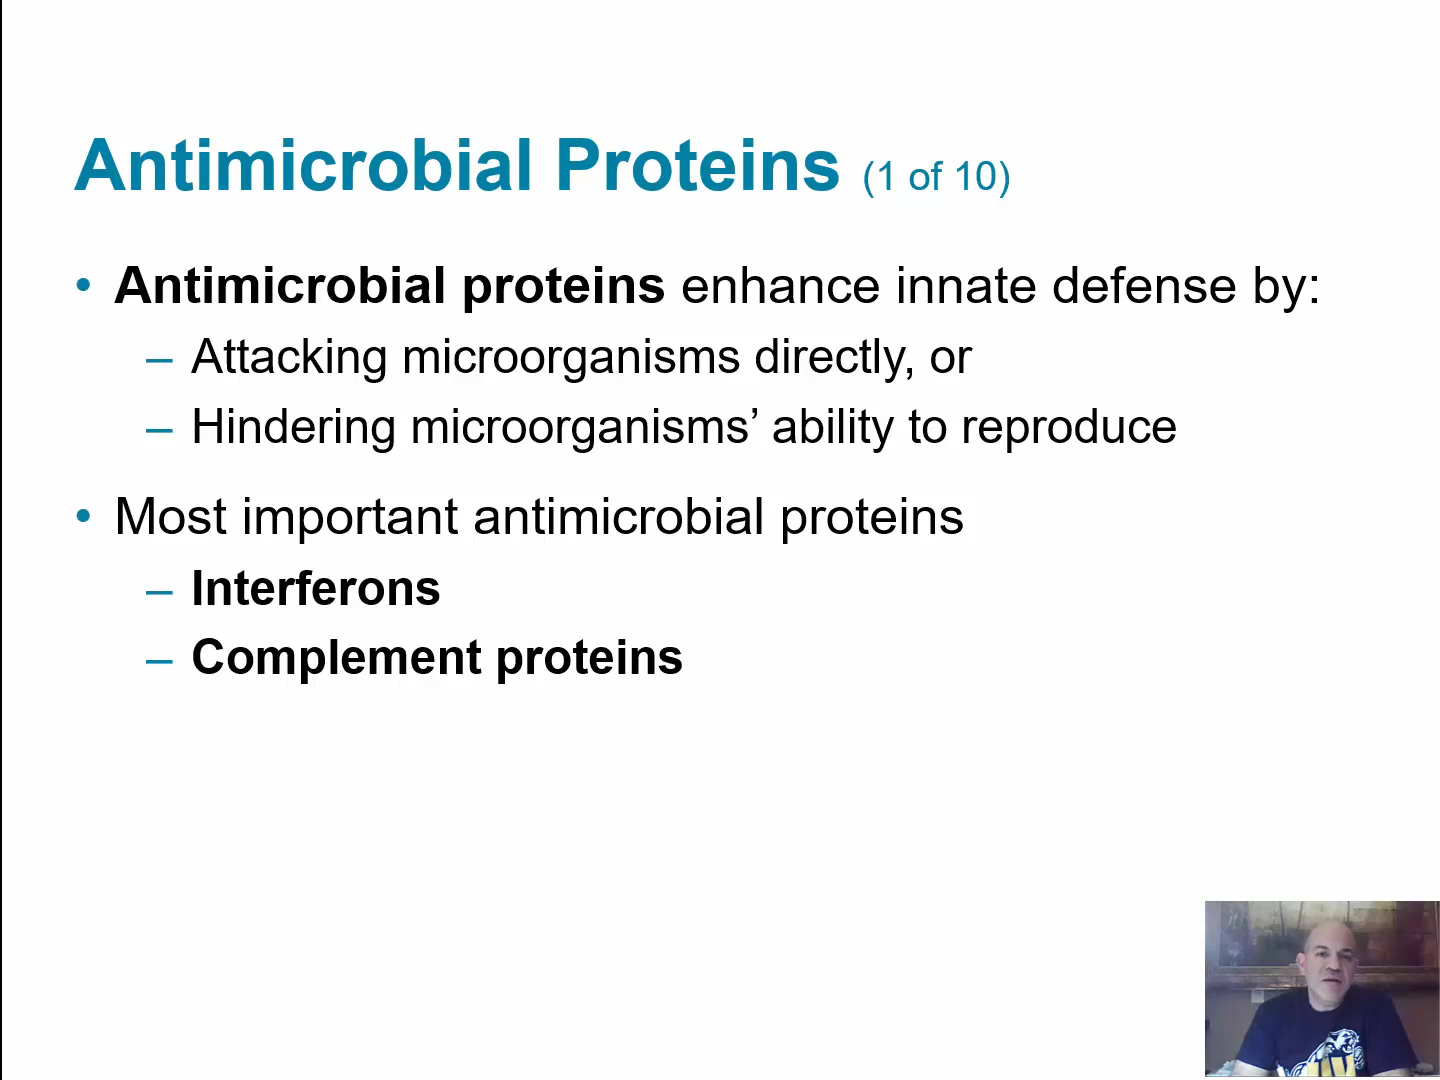 Antimicrobial Proteins (1 of 10)
• Antimicrobial proteins enhance innate defense by:
– Attacking microorganisms directly, or
– Hindering microorganisms’ ability to reproduce
• Most important antimicrobial proteins
– Interferons
– Complement proteins